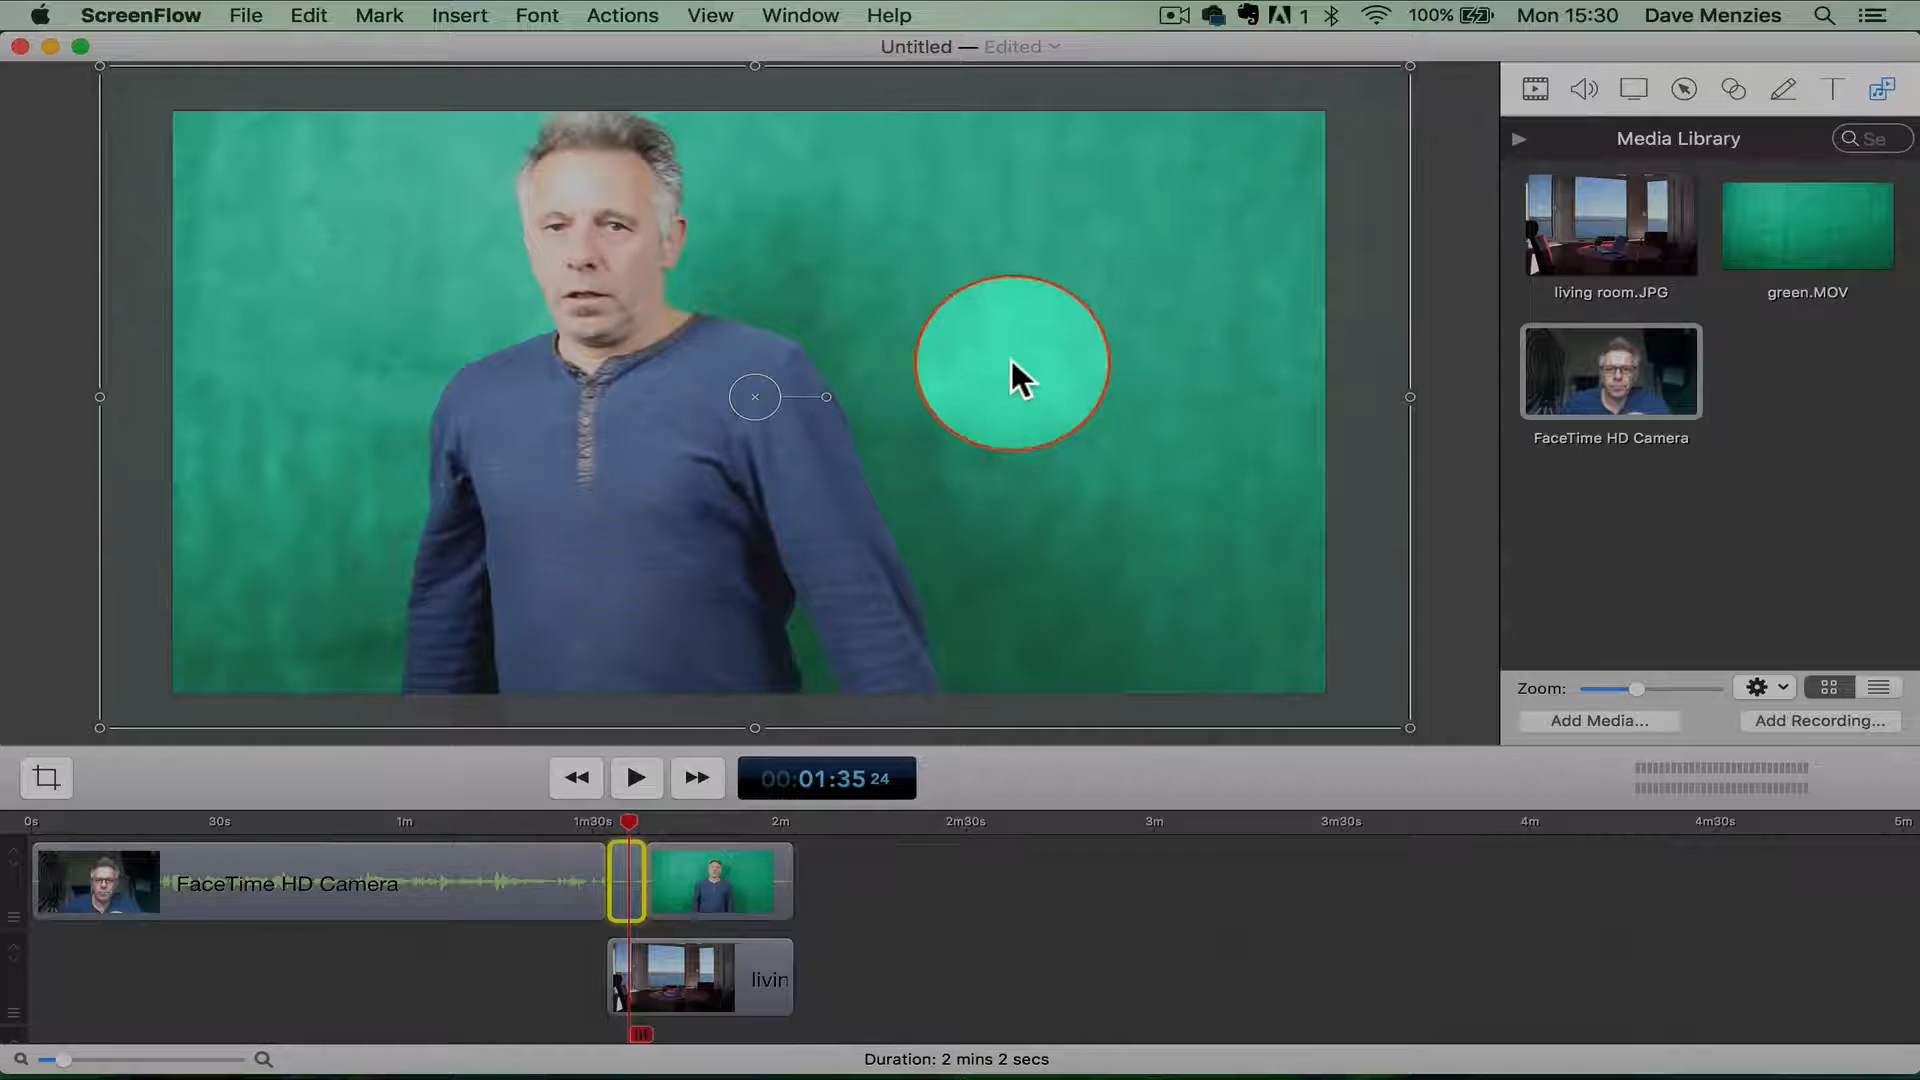 ScreenFlow File Edit Mark Insert Font Actions View Window Help 1 100% Mon 15:30 Dave Menzies
Untitled — Edited
Media Library Se
living room.JPG green.MOV
FaceTime HD Camera
Zoom:
Add Media... Add Recording...
00:01:35 24
0s 30s 1m 1m30s 2m 2m30s 3m 3m30s 4m 4m30s 5m
FaceTime HD Camera
livin
Duration: 2 mins 2 secs